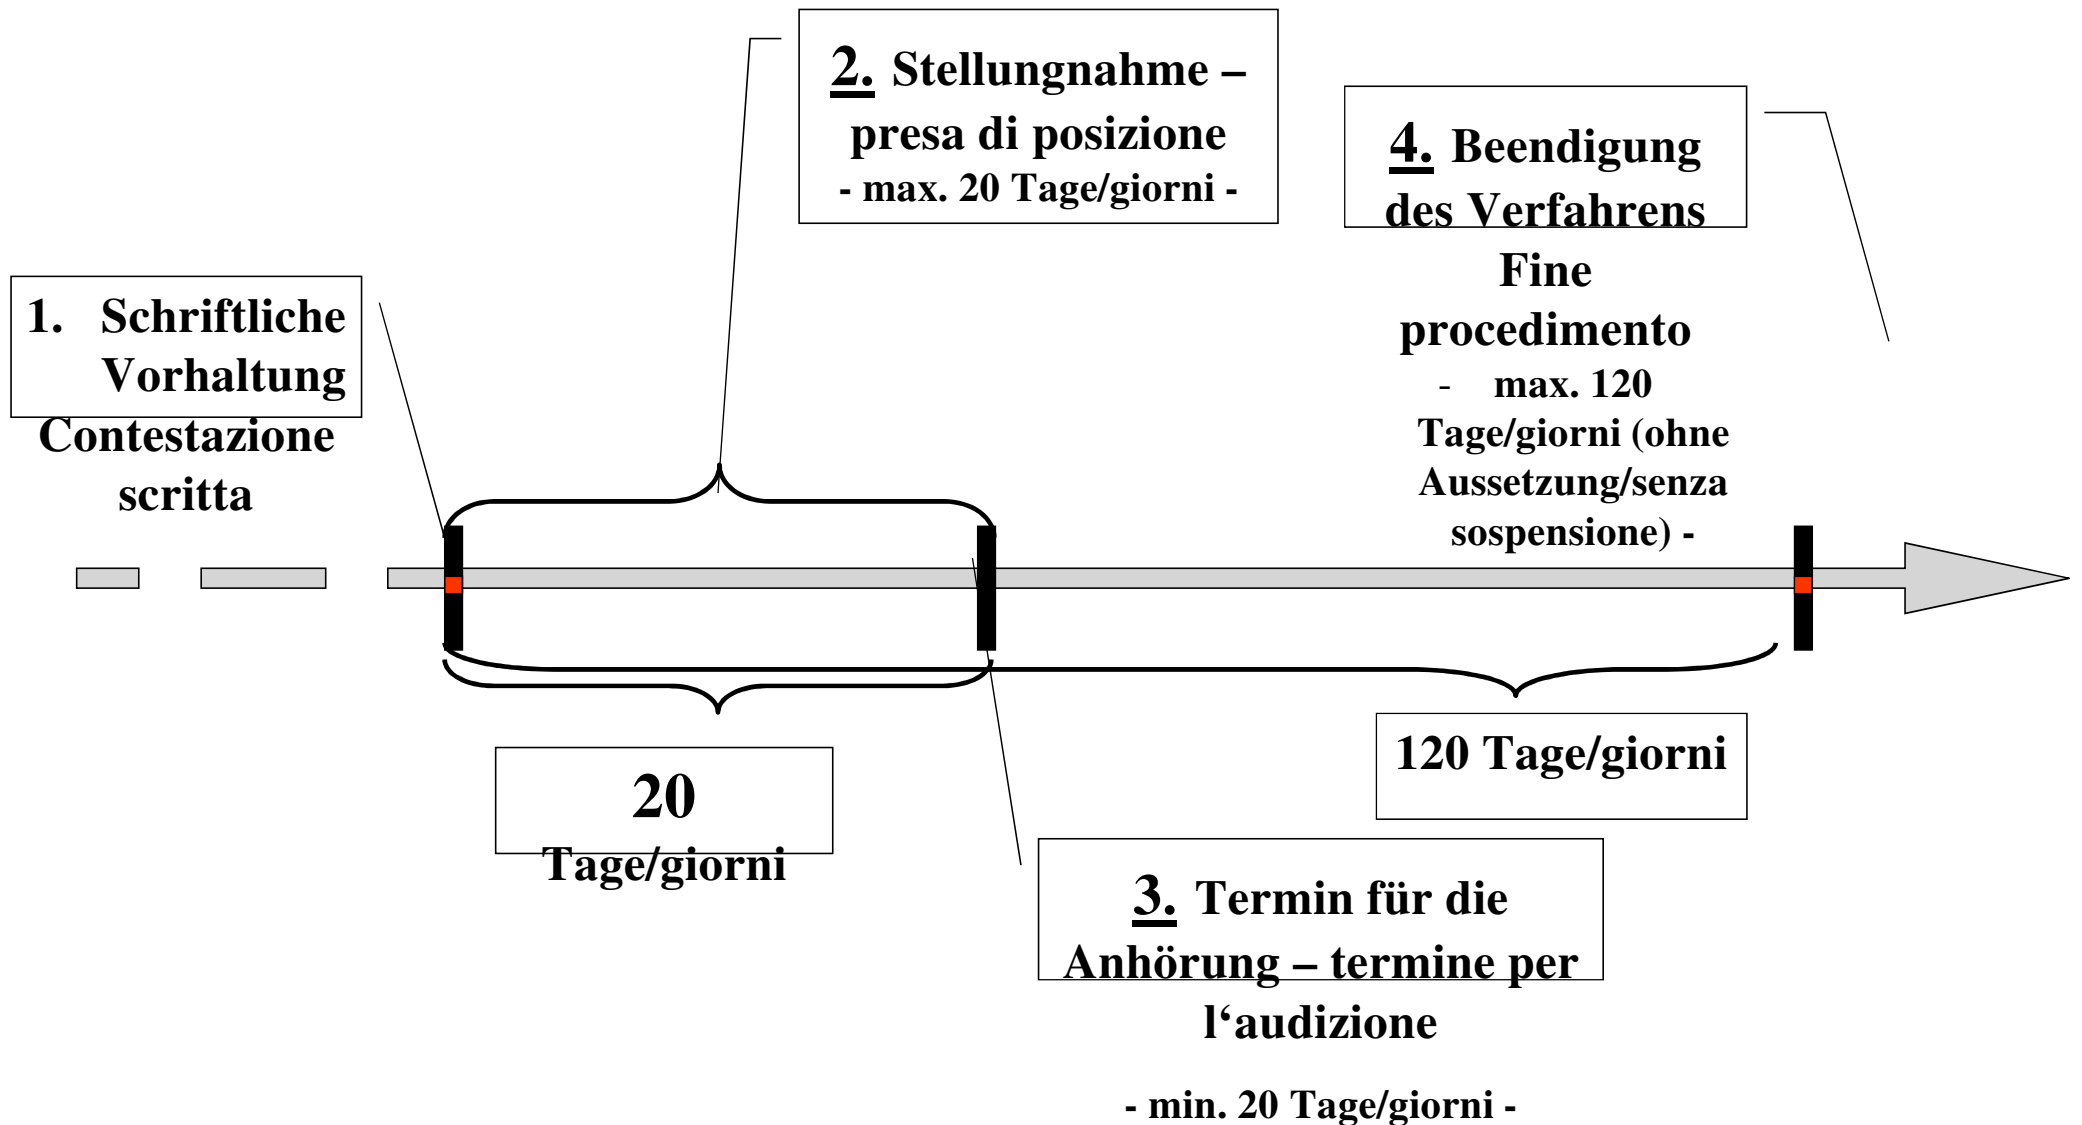 1. Schriftliche
Vorhaltung
Contestazione
scritta
2. Stellungnahme –
presa di posizione
- max. 20 Tage/giorni -
4. Beendigung
des Verfahrens
Fine
procedimento
- max. 120
Tage/giorni (ohne
Aussetzung/senza
sospensione) -
20
Tage/giorni
120 Tage/giorni
3. Termin für die
Anhörung – termine per
l‘audizione
- min. 20 Tage/giorni -